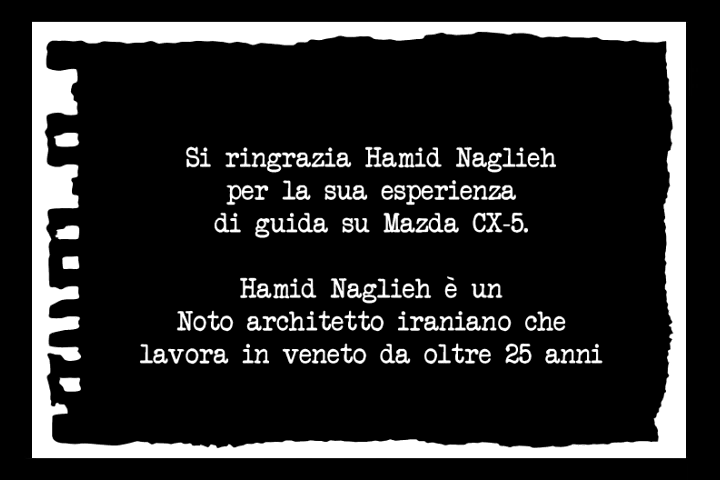 Si ringrazia Hamid Naglieh
per la sua esperienza
di guida su Mazda CX-5.
Hamid Naglieh è un
Noto architetto iraniano che
lavora in veneto da oltre 25 anni